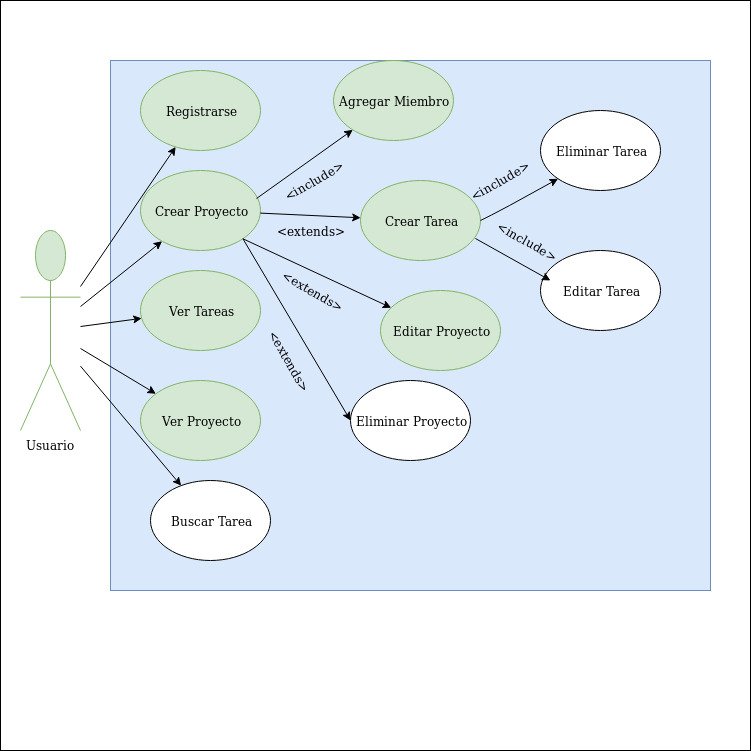 Registrarse
Agregar Miembro
Eliminar Tarea
<include>
<include>
Crear Proyecto
Crear Tarea
<extends>
<include>
Editar Tarea
Ver Tareas
<extends>
Editar Proyecto
<extends>
Ver Proyecto
Eliminar Proyecto
Usuario
Buscar Tarea